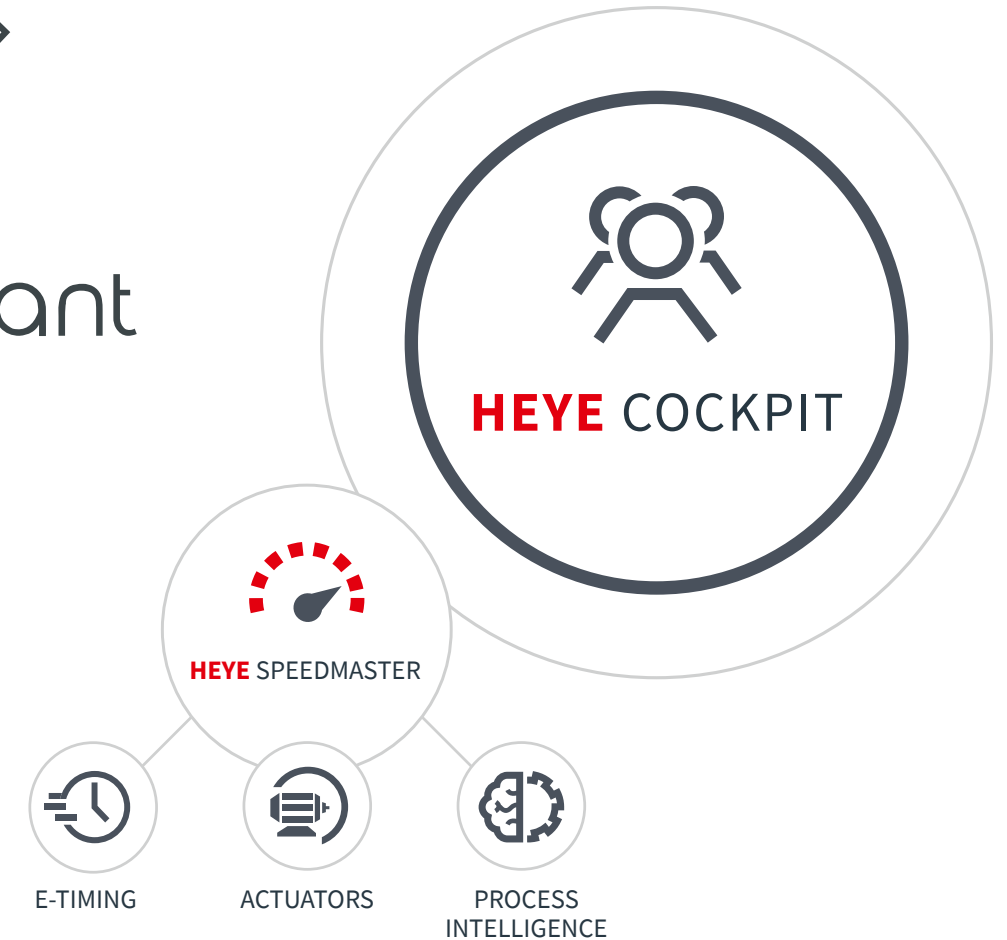 ant
HEYE COCKPIT
HEYE SPEEDMASTER
E-TIMING
ACTUATORS
PROCESS
INTELLIGENCE